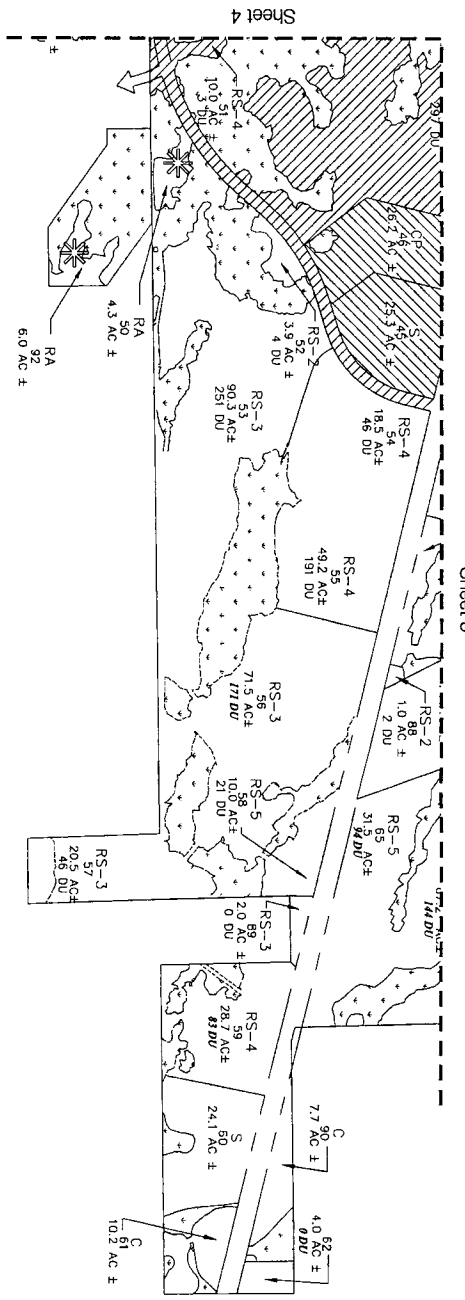 Sheet 4
297 DU
CP
46
26.2 AC ±
S
45
25.3 AC ±
RS-4
51
10.0 AC ±
3 DU
RA
50
4.3 AC ±
RA
92
6.0 AC ±
RS-2
52
3.9 AC ±
4 DU
RS-3
53
90.3 AC±
251 DU
RS-4
54
18.5 AC±
46 DU
RS-4
55
49.2 AC±
191 DU
RS-3
56
71.5 AC±
171 DU
RS-2
88
1.0 AC ±
2 DU
RS-5
65
31.5 AC±
94 DU
AC±
144 DU
RS-5
58
10.0 AC±
21 DU
RS-3
57
20.5 AC±
46 DU
RS-3
89
2.0 AC ±
0 DU
RS-4
59
28.7 AC±
83 DU
S
60
24.1 AC ±
C
90
7.7 AC ±
62
4.0 AC ±
0 DU
C
61
10.2 AC ±